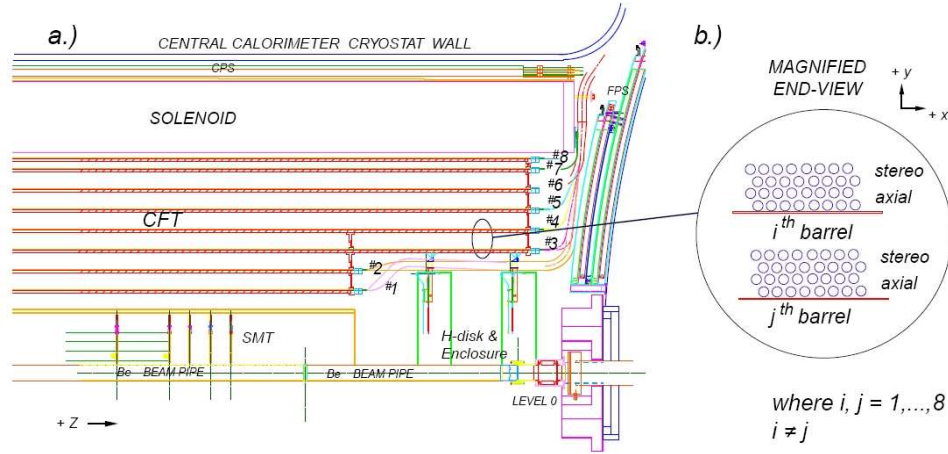 a.)
CENTRAL CALORIMETER CRYOSTAT WALL
CPS
SOLENOID
FPS
#8
#7
#6
#5
CFT
#4
#3
#2
#1
SMT
H-disk &
Enclosure
Be BEAM PIPE
Be BEAM PIPE
LEVEL 0
+ Z
b.)
MAGNIFIED
END-VIEW
+ y
+ x
stereo
axial
i th barrel
stereo
axial
j th barrel
where i, j = 1,...,8
i ≠ j